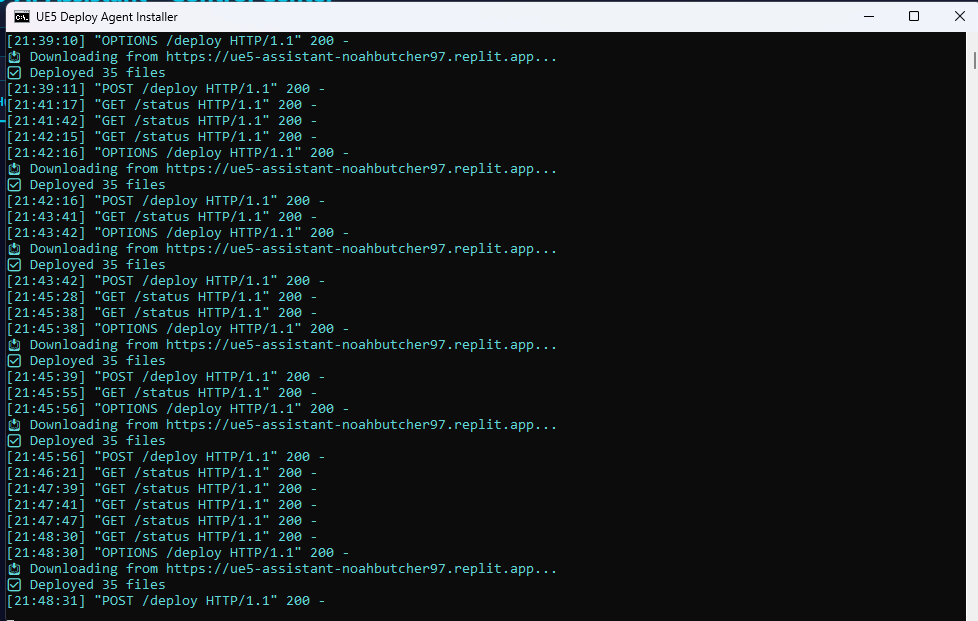 UE5 Deploy Agent Installer
[21:39:10] "OPTIONS /deploy HTTP/1.1" 200 -
Downloading from https://ue5-assistant-noahbutcher97.replit.app...
Deployed 35 files
[21:39:11] "POST /deploy HTTP/1.1" 200 -
[21:41:17] "GET /status HTTP/1.1" 200 -
[21:41:42] "GET /status HTTP/1.1" 200 -
[21:42:15] "GET /status HTTP/1.1" 200 -
[21:42:16] "OPTIONS /deploy HTTP/1.1" 200 -
Downloading from https://ue5-assistant-noahbutcher97.replit.app...
Deployed 35 files
[21:42:16] "POST /deploy HTTP/1.1" 200 -
[21:43:41] "GET /status HTTP/1.1" 200 -
[21:43:42] "OPTIONS /deploy HTTP/1.1" 200 -
Downloading from https://ue5-assistant-noahbutcher97.replit.app...
Deployed 35 files
[21:43:42] "POST /deploy HTTP/1.1" 200 -
[21:45:28] "GET /status HTTP/1.1" 200 -
[21:45:38] "GET /status HTTP/1.1" 200 -
[21:45:38] "OPTIONS /deploy HTTP/1.1" 200 -
Downloading from https://ue5-assistant-noahbutcher97.replit.app...
Deployed 35 files
[21:45:39] "POST /deploy HTTP/1.1" 200 -
[21:45:55] "GET /status HTTP/1.1" 200 -
[21:45:56] "OPTIONS /deploy HTTP/1.1" 200 -
Downloading from https://ue5-assistant-noahbutcher97.replit.app...
Deployed 35 files
[21:45:56] "POST /deploy HTTP/1.1" 200 -
[21:46:21] "GET /status HTTP/1.1" 200 -
[21:47:39] "GET /status HTTP/1.1" 200 -
[21:47:41] "GET /status HTTP/1.1" 200 -
[21:47:47] "GET /status HTTP/1.1" 200 -
[21:48:30] "GET /status HTTP/1.1" 200 -
[21:48:30] "OPTIONS /deploy HTTP/1.1" 200 -
Downloading from https://ue5-assistant-noahbutcher97.replit.app...
Deployed 35 files
[21:48:31] "POST /deploy HTTP/1.1" 200 -